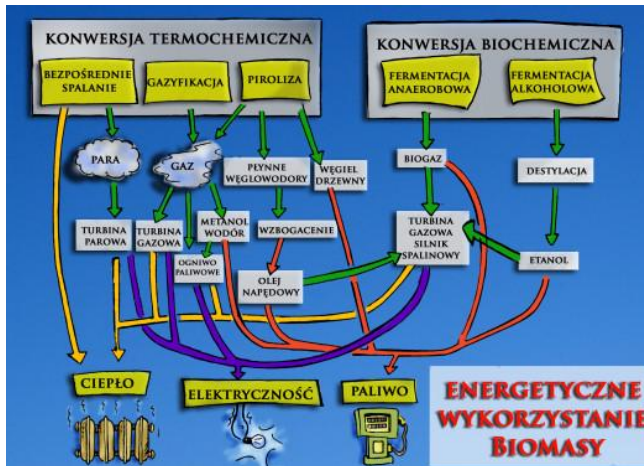 KONWERSJA TERMOCHEMICZNA
BEZPOŚREDNIE
SPALANIE
GAZYFIKACJA
PIROLIZA
KONWERSJA BIOCHEMICZNA
FERMENTACJA
ANAEROBOWA
FERMENTACJA
ALKOHOLOWA
PARA
GAZ
PŁYNNE
WĘGLOWODORY
WĘGIEL
DRZEWNY
BIOGAZ
DESTYLACJA
TURBINA
PAROWA
TURBINA
GAZOWA
METANOL
WODÓR
OGNIWO
PALIWOWE
WZBOGACENIE
OLEJ
NAPĘDOWY
TURBINA
GAZOWA
SILNIK
SPALINOWY
ETANOL
CIEPŁO
ELEKTRYCZNOŚĆ
PALIWO
ENERGETYCZNE
WYKORZYSTANIE
BIOMASY